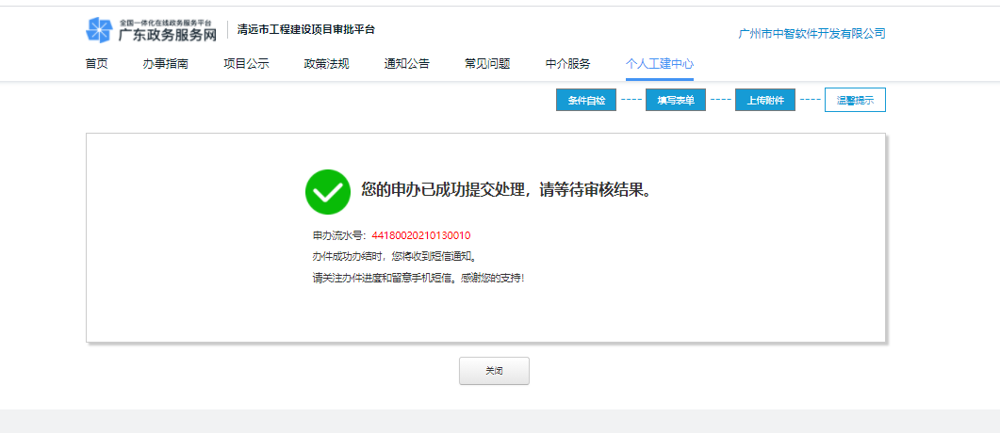 全国一体化在线政务服务平台
广东政务服务网
清远市工程建设项目审批平台
广州市中智软件开发有限公司
首页 办事指南 项目公示 政策法规 通知公告 常见问题 中介服务 个人工建中心
条件自检 ---- 填写表单 ---- 上传附件 ---- 温馨提示
您的申办已成功提交处理，请等待审核结果。
申办流水号：44180020210130010
办件成功办结时，您将收到短信通知。
请关注办件进度和留意手机短信。感谢您的支持！
关闭